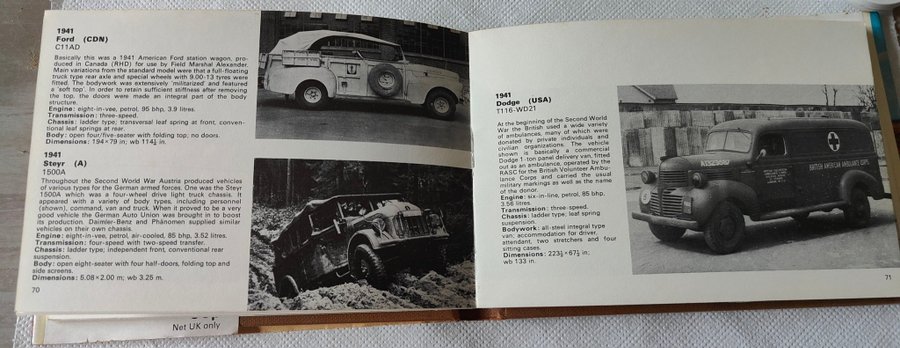 1941
Ford (CDN)
C11AD
Basically this was a 1941 American Ford station wagon, pro-
duced in Canada (RHD) for use by Field Marshal Alexander.
Main variations from the standard model were that a full-floating
truck type rear axle and special wheels with 9.00-13 tyres were
fitted. The bodywork was extensively 'militarized' and featured
a 'soft top'. In order to retain sufficient stiffness after removing
the top, the doors were made an integral part of the body
structure.
Engine: eight-in-vee, petrol, 95 bhp, 3.9 litres.
Transmission: three-speed.
Chassis: ladder type; transversal leaf spring at front, conven-
tional leaf springs at rear.
Body: open four/five-seater with folding top; no doors.
Dimensions: 194×79 in; wb 114½ in.
1941
Steyr (A)
1500A
Throughout the Second World War Austria produced vehicles
of various types for the German armed forces. One was the Steyr
1500A which was a four-wheel drive light truck chassis. It
appeared with a variety of body types, including personnel
(shown), command, van and truck. When it proved to be a very
good vehicle the German Auto Union was brought in to boost
its production. Daimler-Benz and Phänomen supplied similar
vehicles on their own chassis.
Engine: eight-in-vee, petrol, air-cooled, 85 bhp, 3.52 litres.
Transmission: four-speed with two-speed transfer.
Chassis: ladder type; independent front, conventional rear
suspension.
Body: open eight-seater with four half-doors, folding top and
side screens.
Dimensions: 5.08×2.00 m; wb 3.25 m.
70
Net UK only
1941
Dodge (USA)
T116-WD21
At the beginning of the Second World
War the British used a wide variety
of ambulances, many of which were
donated by private individuals and
civilian organizations. The vehicle
shown is basically a commercial
Dodge 1-ton panel delivery van, fitted
out as an ambulance, operated by the
RASC for the British Volunteer Ambu-
lance Corps and carried the usual
military markings as well as the name
of the donor.
Engine: six-in-line, petrol, 85 bhp,
3.56 litres.
Transmission: three-speed.
Chassis: ladder type; leaf spring
suspension.
Bodywork: all-steel integral type
van; accommodation for driver,
attendant, two stretchers and four
sitting cases.
Dimensions: 223½×67½ in;
wb 133 in.
BRITISH AMERICAN AMBULANCE CORPS
71